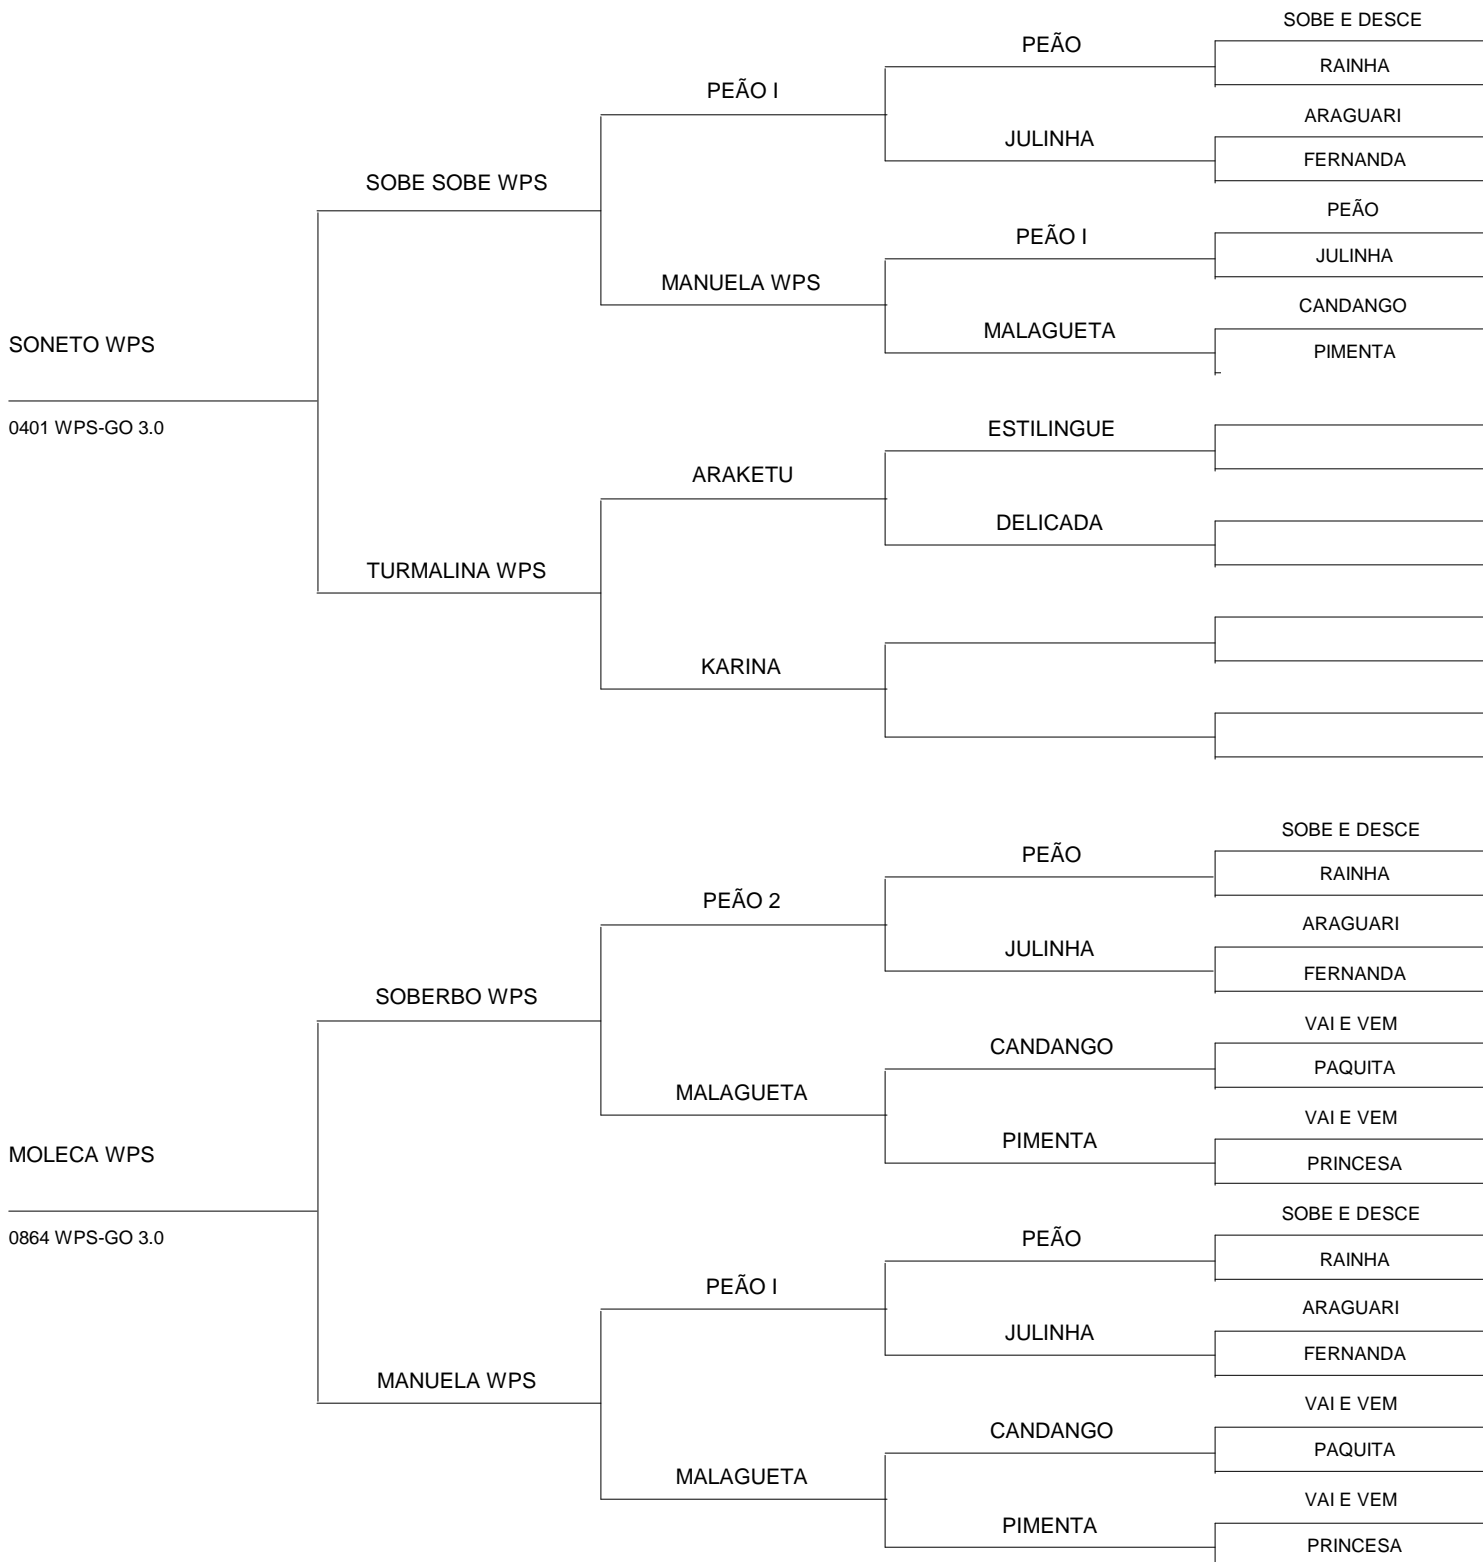 SOBE E DESCE
PEÃO
RAINHA
PEÃO I
ARAGUARI
JULINHA
FERNANDA
SOBE SOBE WPS
PEÃO
PEÃO I
JULINHA
MANUELA WPS
CANDANGO
MALAGUETA
SONETO WPS
PIMENTA
0401 WPS-GO 3.0
ESTILINGUE
ARAKETU
DELICADA
TURMALINA WPS
KARINA
SOBE E DESCE
PEÃO
RAINHA
PEÃO 2
ARAGUARI
JULINHA
FERNANDA
SOBERBO WPS
VAI E VEM
CANDANGO
PAQUITA
MALAGUETA
VAI E VEM
PIMENTA
MOLECA WPS
PRINCESA
SOBE E DESCE
0864 WPS-GO 3.0
PEÃO
RAINHA
PEÃO I
ARAGUARI
JULINHA
FERNANDA
MANUELA WPS
VAI E VEM
CANDANGO
PAQUITA
MALAGUETA
VAI E VEM
PIMENTA
PRINCESA